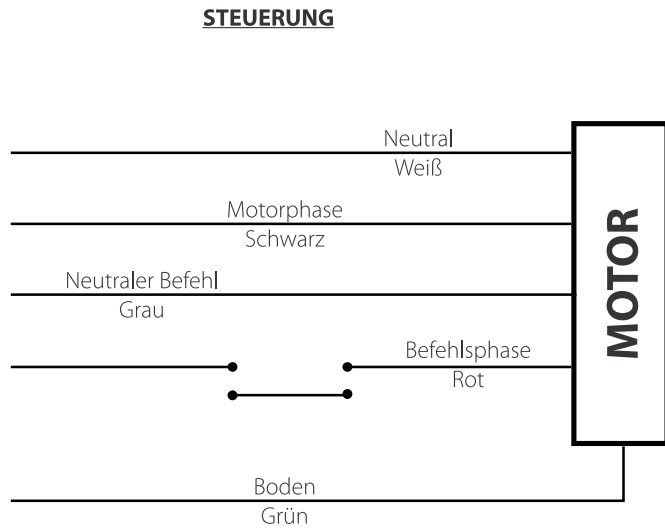 STEUERUNG
Neutral
Weiß
Motorphase
Schwarz
Neutraler Befehl
Grau
Befehlsphase
Rot
Boden
Grün
MOTOR